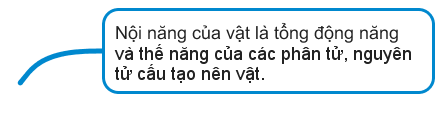 Nội năng của vật là tổng động năng
và thế năng của các phân tử, nguyên
tử cấu tạo nên vật.